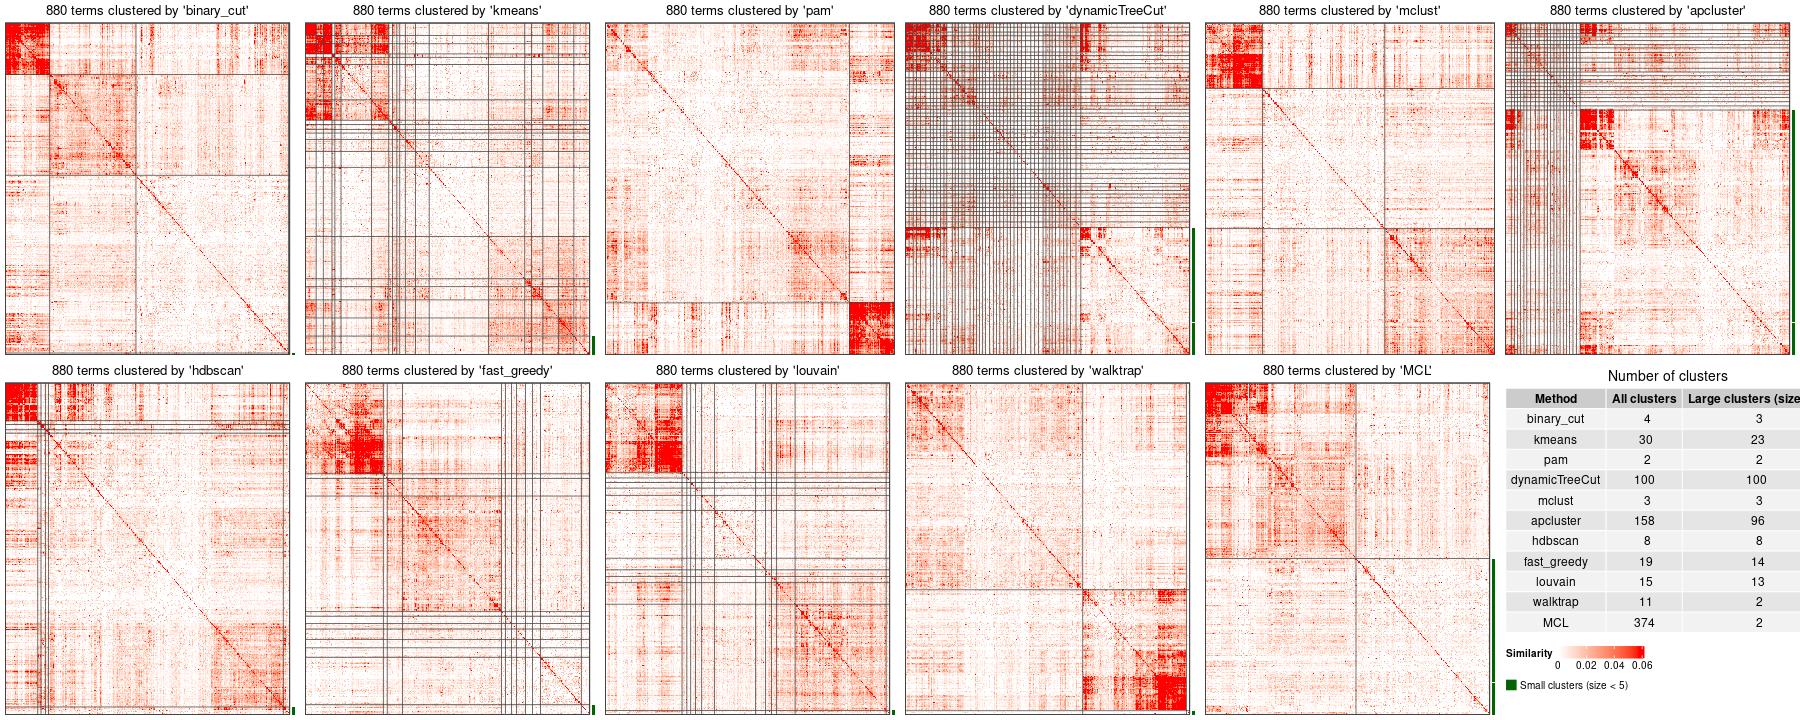 880 terms clustered by 'binary_cut'
880 terms clustered by 'kmeans'
880 terms clustered by 'pam'
880 terms clustered by 'dynamicTreeCut'
880 terms clustered by 'mclust'
880 terms clustered by 'apcluster'
880 terms clustered by 'hdbscan'
880 terms clustered by 'fast_greedy'
880 terms clustered by 'louvain'
880 terms clustered by 'walktrap'
880 terms clustered by 'MCL'
Number of clusters
Method All clusters Large clusters (size
binary_cut 4 3
kmeans 30 23
pam 2 2
dynamicTreeCut 100 100
mclust 3 3
apcluster 158 96
hdbscan 8 8
fast_greedy 19 14
louvain 15 13
walktrap 11 2
MCL 374 2
Similarity
0 0.02 0.04 0.06
Small clusters (size < 5)